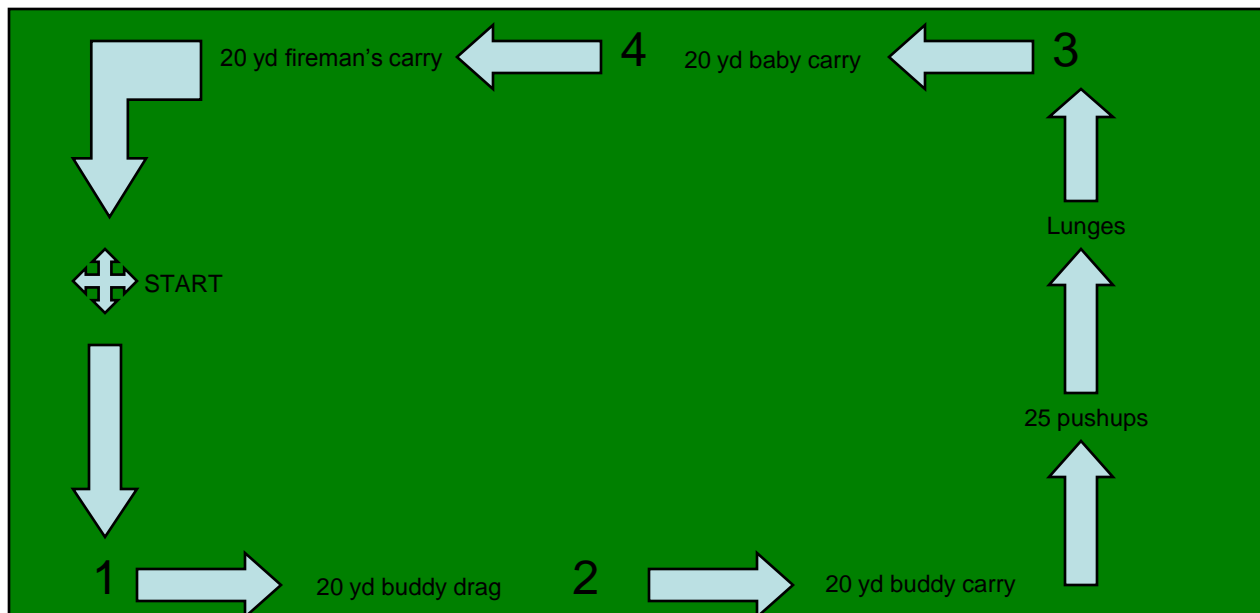 20 yd fireman’s carry
4
20 yd baby carry
3
Lunges
START
25 pushups
1
20 yd buddy drag
2
20 yd buddy carry